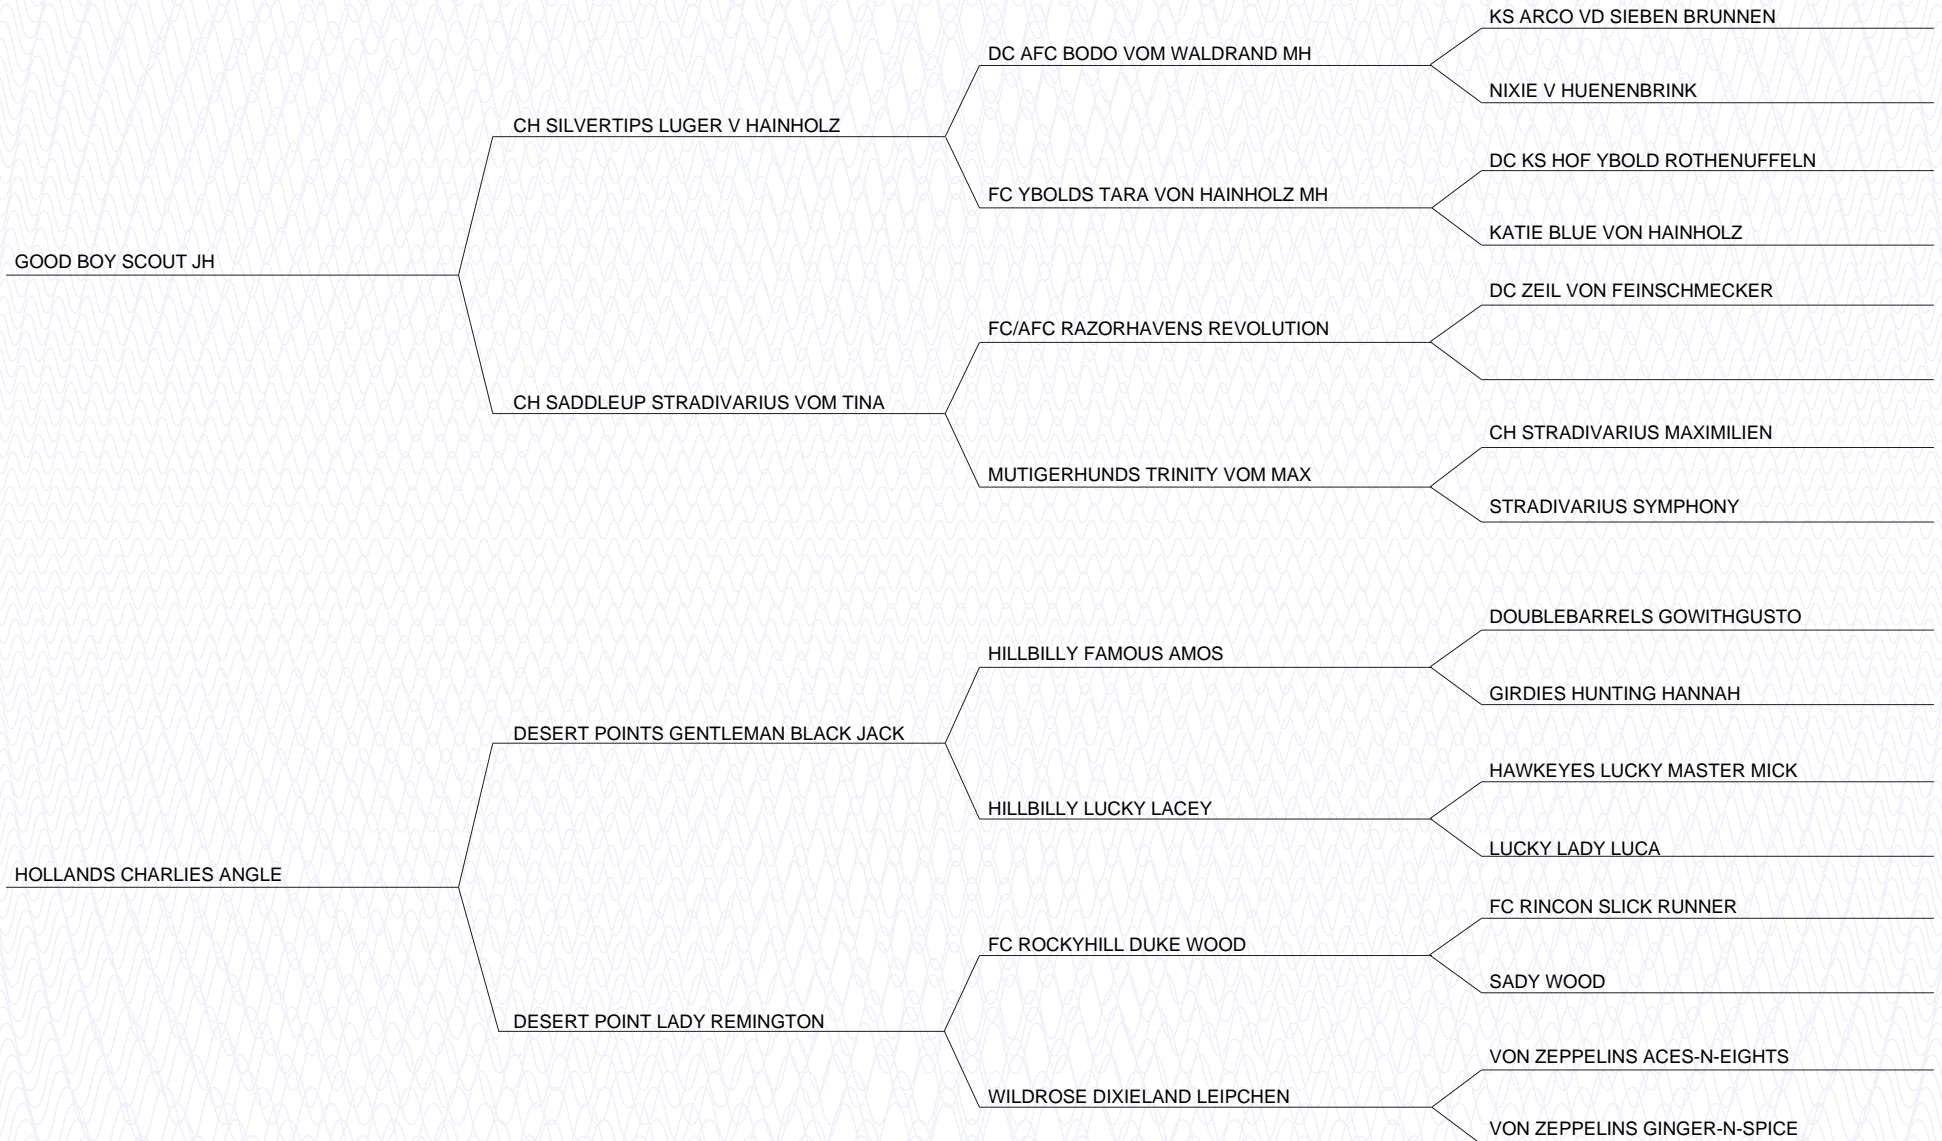 KS ARCO VD SIEBEN BRUNNEN
DC AFC BODO VOM WALDRAND MH
NIXIE V HUENENBRINK
CH SILVERTIPS LUGER V HAINHOLZ
DC KS HOF YBOLD ROTHENUFFELN
FC YBOLDS TARA VON HAINHOLZ MH
KATIE BLUE VON HAINHOLZ
GOOD BOY SCOUT JH
DC ZEIL VON FEINSCHMECKER
FC/AFC RAZORHAVENS REVOLUTION
CH SADDLEUP STRADIVARIUS VOM TINA
CH STRADIVARIUS MAXIMILIEN
MUTIGERHUNDS TRINITY VOM MAX
STRADIVARIUS SYMPHONY
DOUBLEBARRELS GOWITHGUSTO
HILLBILLY FAMOUS AMOS
GIRDIES HUNTING HANNAH
DESERT POINTS GENTLEMAN BLACK JACK
HAWKEYES LUCKY MASTER MICK
HILLBILLY LUCKY LACEY
LUCKY LADY LUCA
HOLLANDS CHARLIES ANGLE
FC RINCON SLICK RUNNER
FC ROCKYHILL DUKE WOOD
SADY WOOD
DESERT POINT LADY REMINGTON
VON ZEPPELINS ACES-N-EIGHTS
WILDROSE DIXIELAND LEIPCHEN
VON ZEPPELINS GINGER-N-SPICE